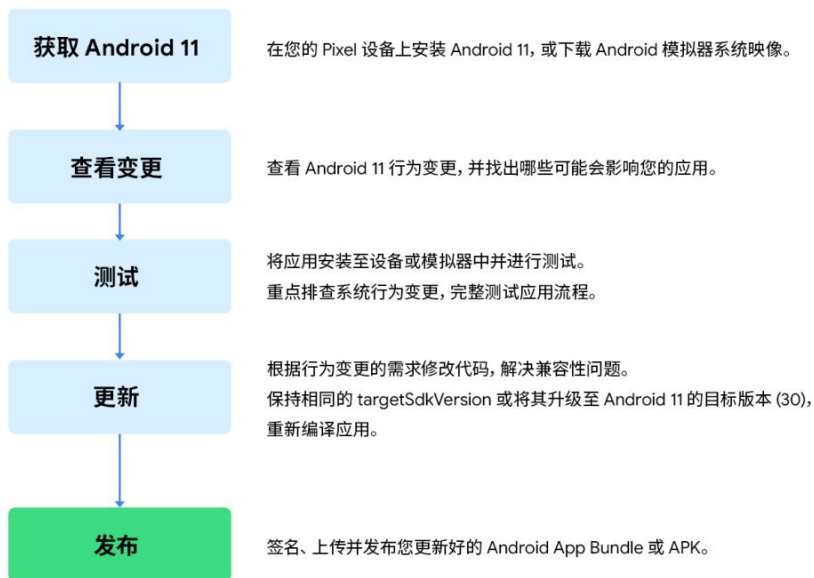 获取 Android 11
在您的 Pixel 设备上安装 Android 11, 或下载 Android 模拟器系统映像。
查看变更
查看 Android 11 行为变更, 并找出哪些可能会影响您的应用。
测试
将应用安装至设备或模拟器中并进行测试。
重点排查系统行为变更, 完整测试应用流程。
更新
根据行为变更的需求修改代码, 解决兼容性问题。
保持相同的 targetSdkVersion 或将其升级至 Android 11 的目标版本 (30),
重新编译应用。
发布
签名、上传并发布您更新好的 Android App Bundle 或 APK。